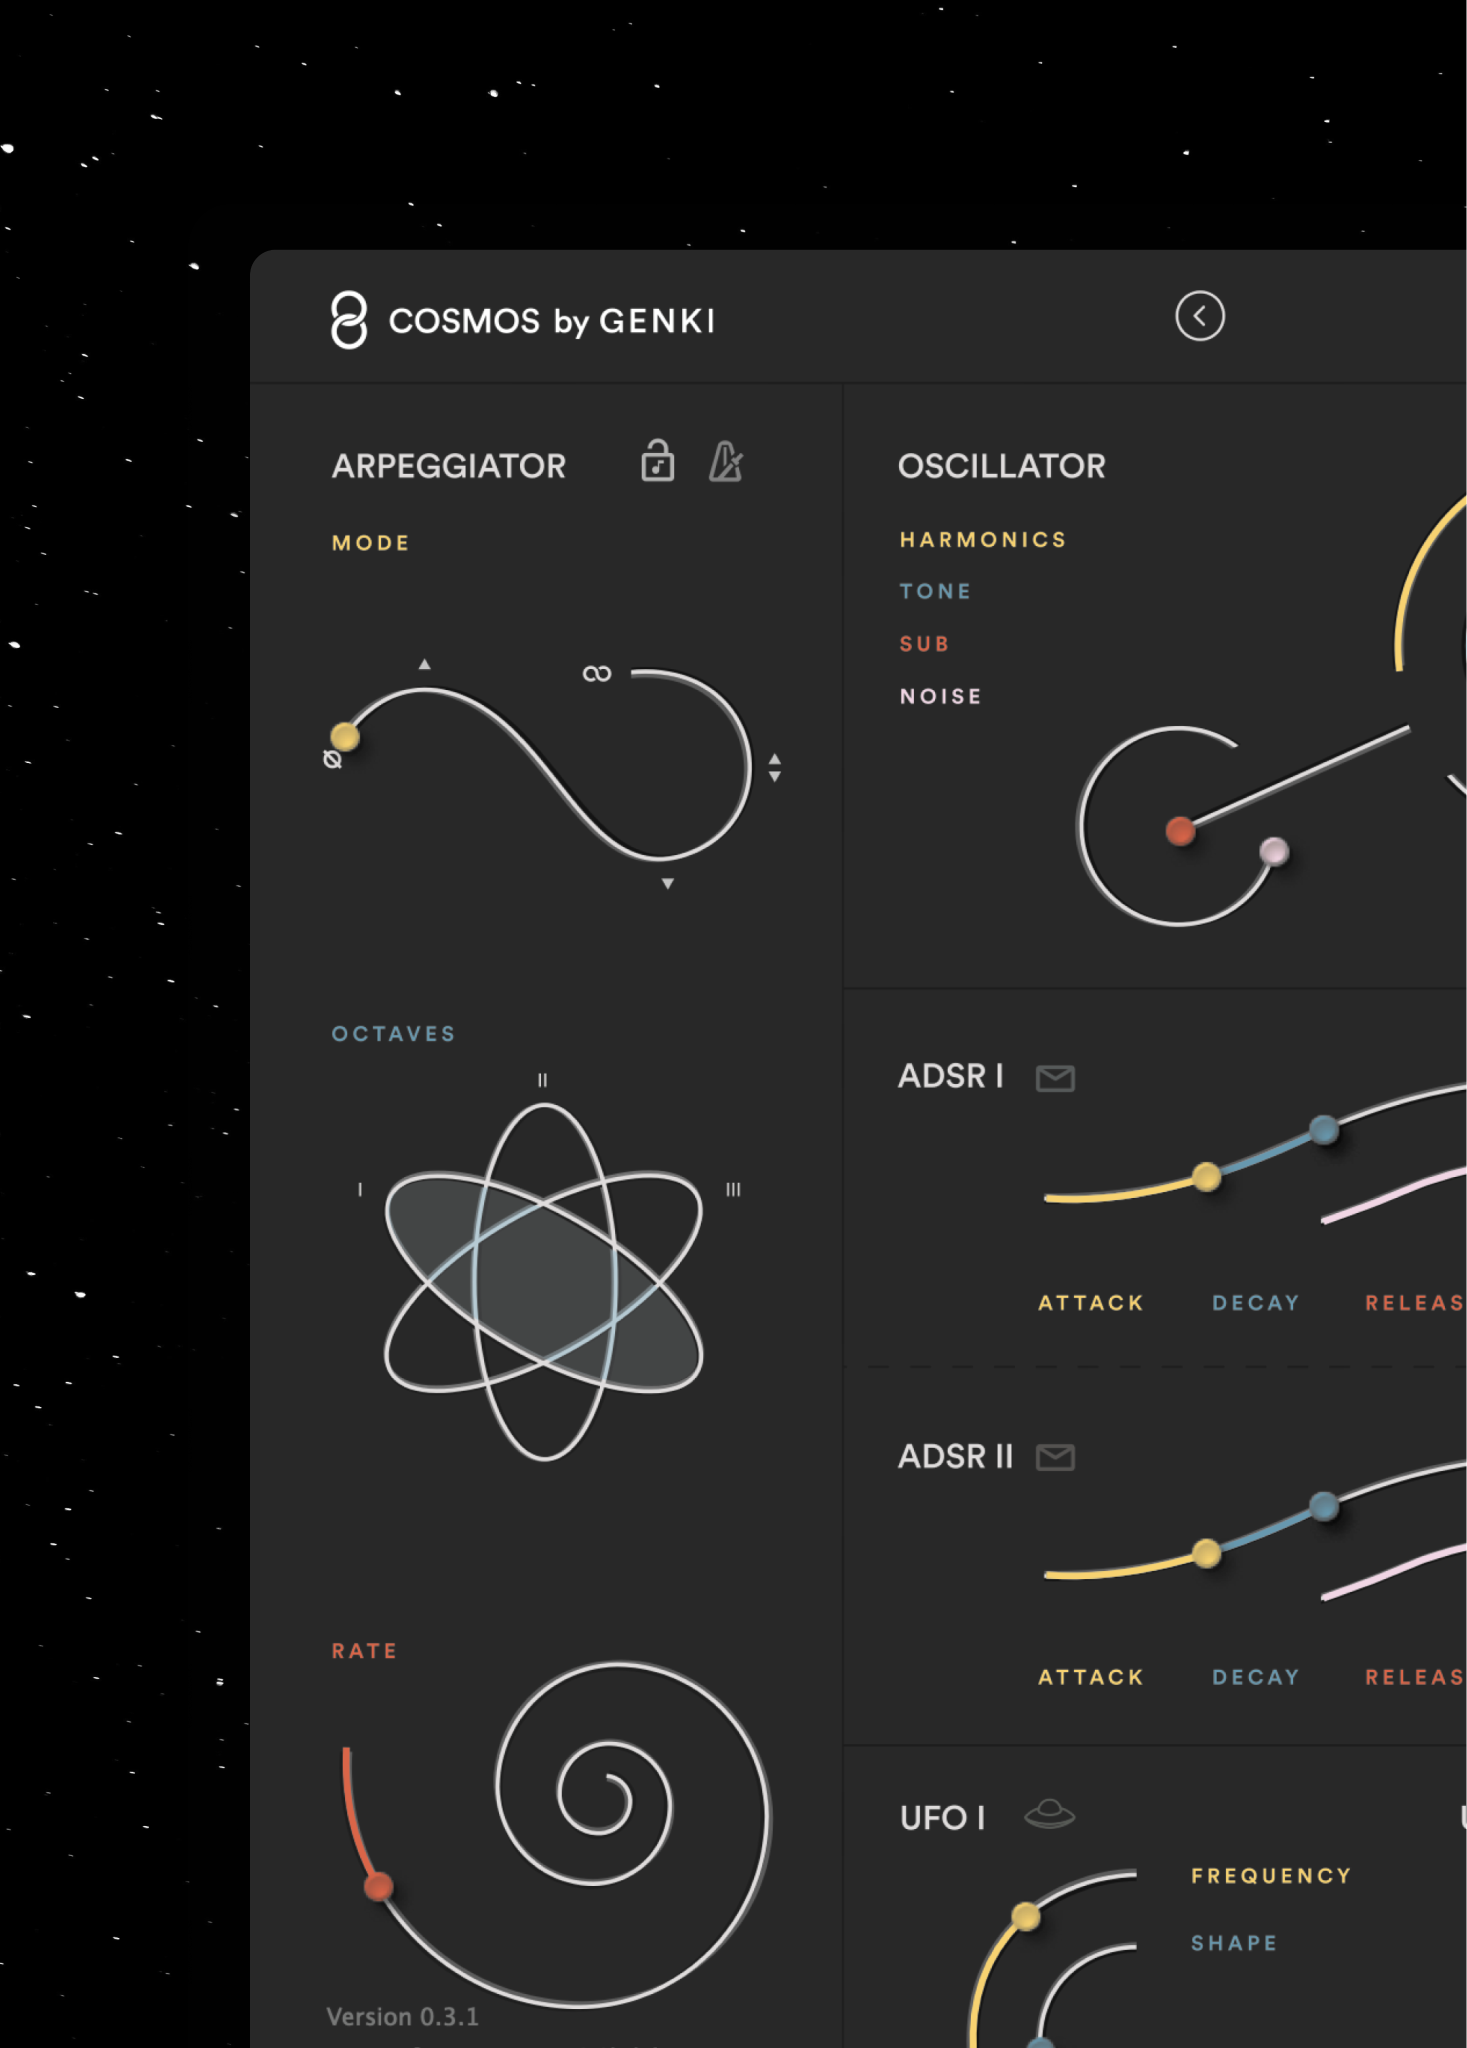 COSMOS by GENKI
ARPEGGIATOR
MODE
∞
Ø
OCTAVES
II
I
III
RATE
Version 0.3.1
OSCILLATOR
HARMONICS
TONE
SUB
NOISE
ADSR I
ATTACK DECAY RELEAS
ADSR II
ATTACK DECAY RELEAS
UFO I
FREQUENCY
SHAPE